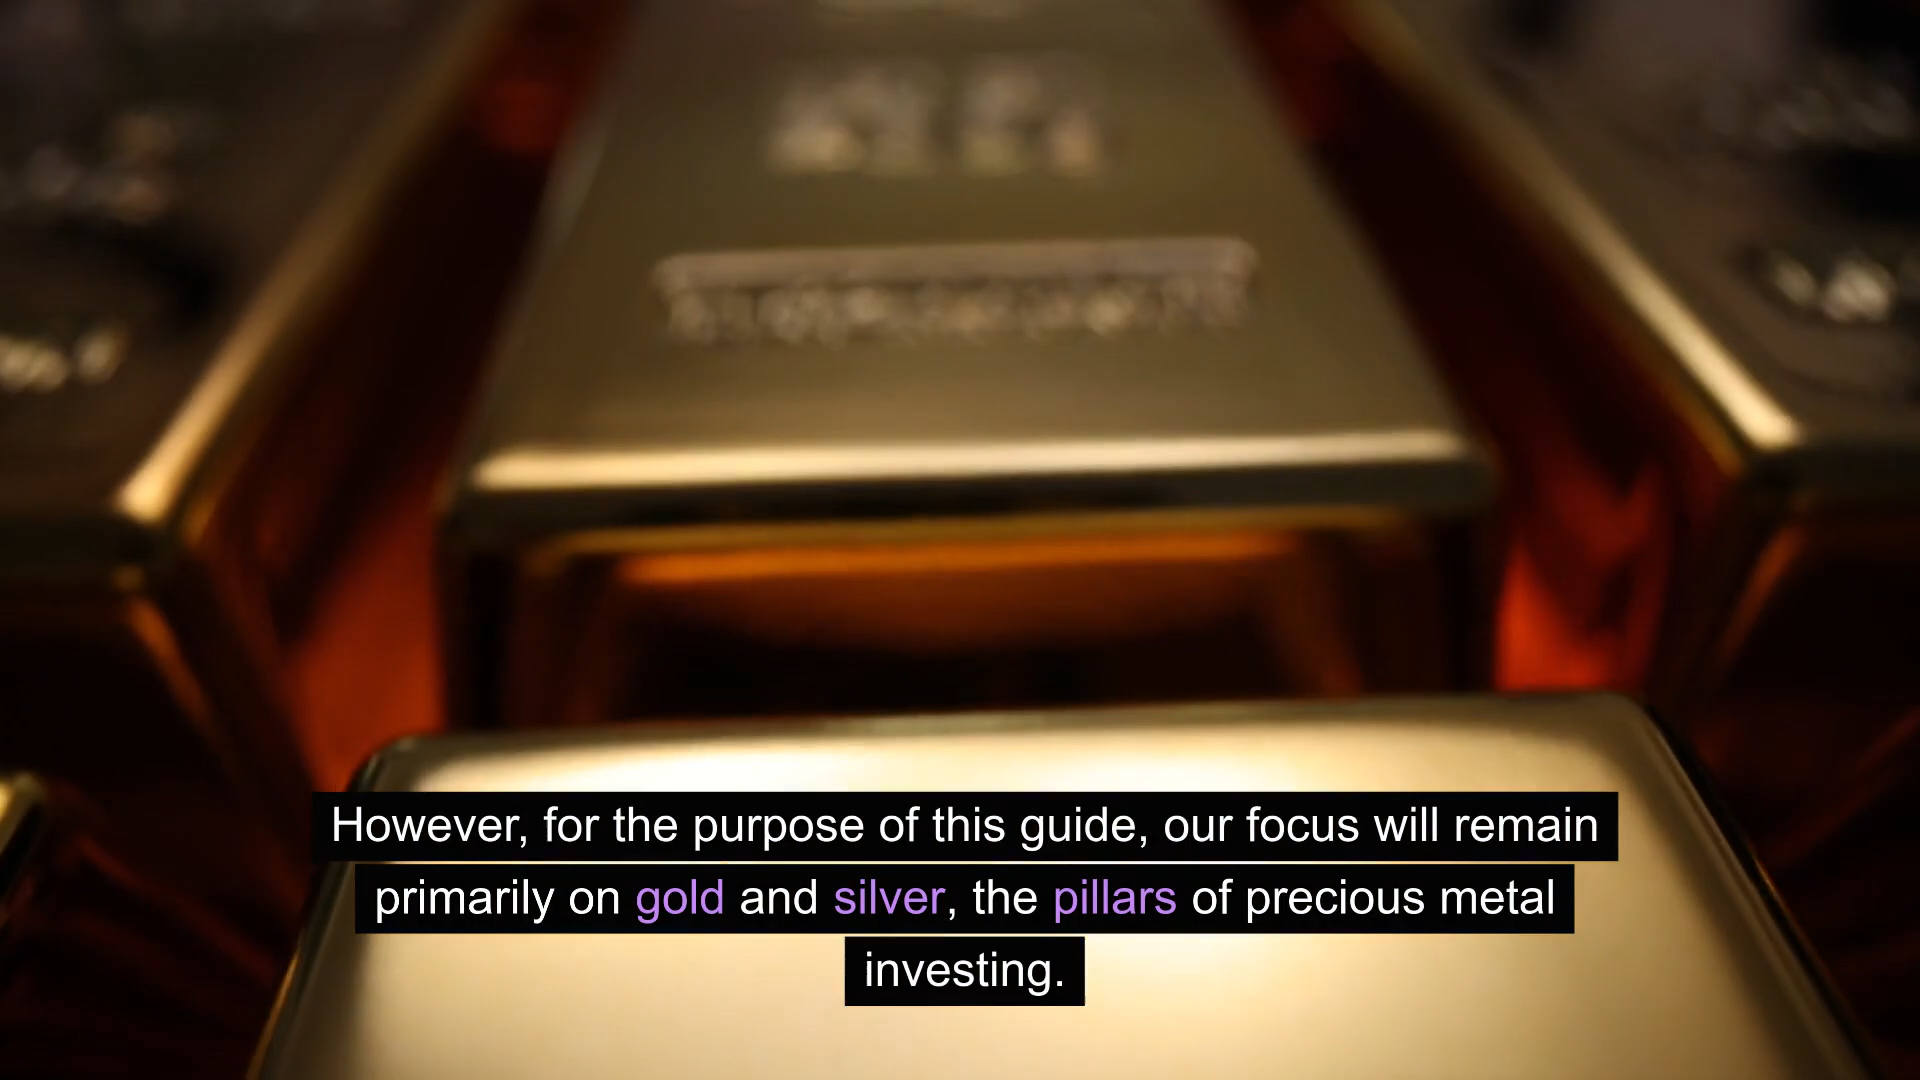 However, for the purpose of this guide, our focus will remain
primarily on gold and silver, the pillars of precious metal
investing.